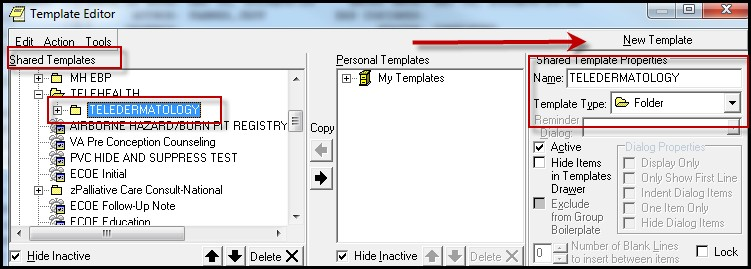 Template Editor
Edit Action Tools
New Template
Shared Templates
MH EBP
TELEHEALTH
TELEDERMATOLOGY
AIRBORNE HAZARD/BURN PIT REGISTRY
VA Pre Conception Counseling
PVC HIDE AND SUPPRESS TEST
ECOE Initial
zPalliative Care Consult-National
ECOE Follow-Up Note
ECOE Education
Hide Inactive
Delete
Copy
Personal Templates
My Templates
Hide Inactive
Delete
Shared Template Properties
Name: TELEDERMATOLOGY
Template Type: Folder
Reminder
Dialog:
Active
Hide Items
in Templates
Drawer
Exclude
from Group
Boilerplate
Dialog Properties
Display Only
Only Show First Line
Indent Dialog Items
One Item Only
Hide Dialog Items
0 Number of Blank Lines
to insert between items
Lock